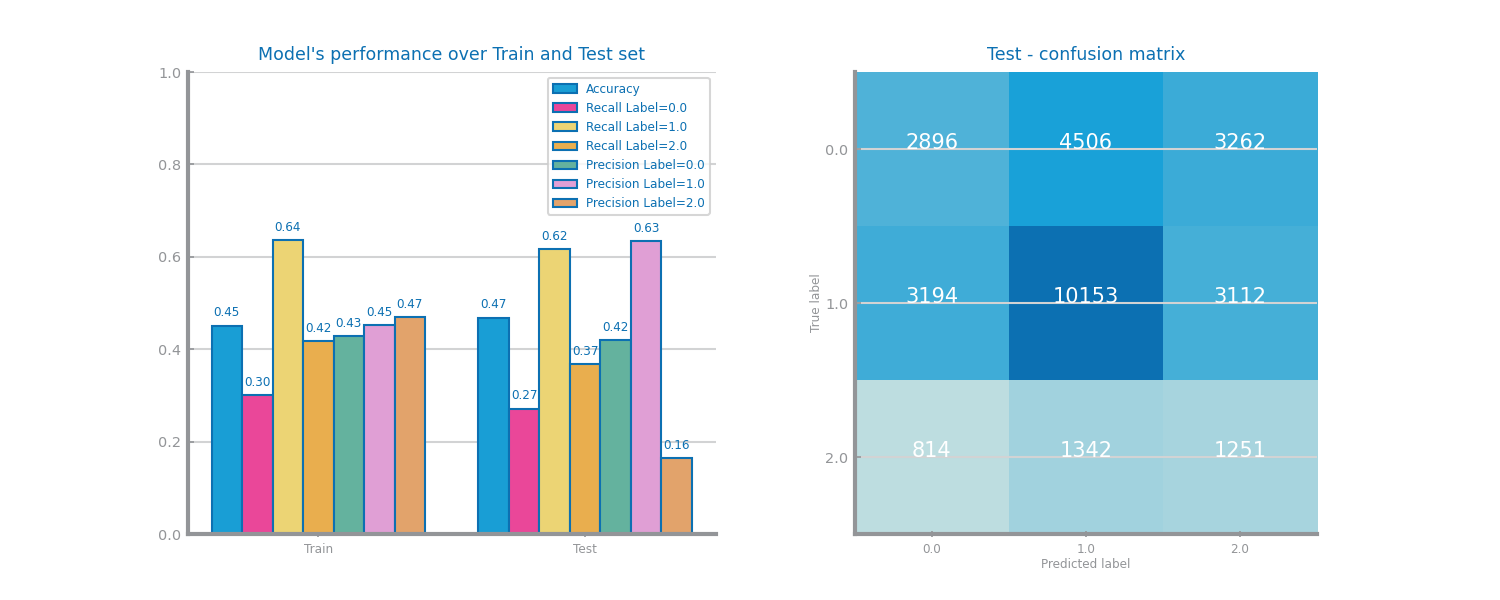 Model's performance over Train and Test set
1.0
0.8
0.6
0.4
0.2
0.0
Accuracy
Recall Label=0.0
Recall Label=1.0
Recall Label=2.0
Precision Label=0.0
Precision Label=1.0
Precision Label=2.0
0.45
0.30
0.64
0.42
0.43
0.45
0.47
0.47
0.27
0.62
0.37
0.42
0.63
0.16
Train
Test
Test - confusion matrix
True label
0.0
2896 4506 3262
1.0
3194 10153 3112
2.0
814 1342 1251
0.0 1.0 2.0
Predicted label